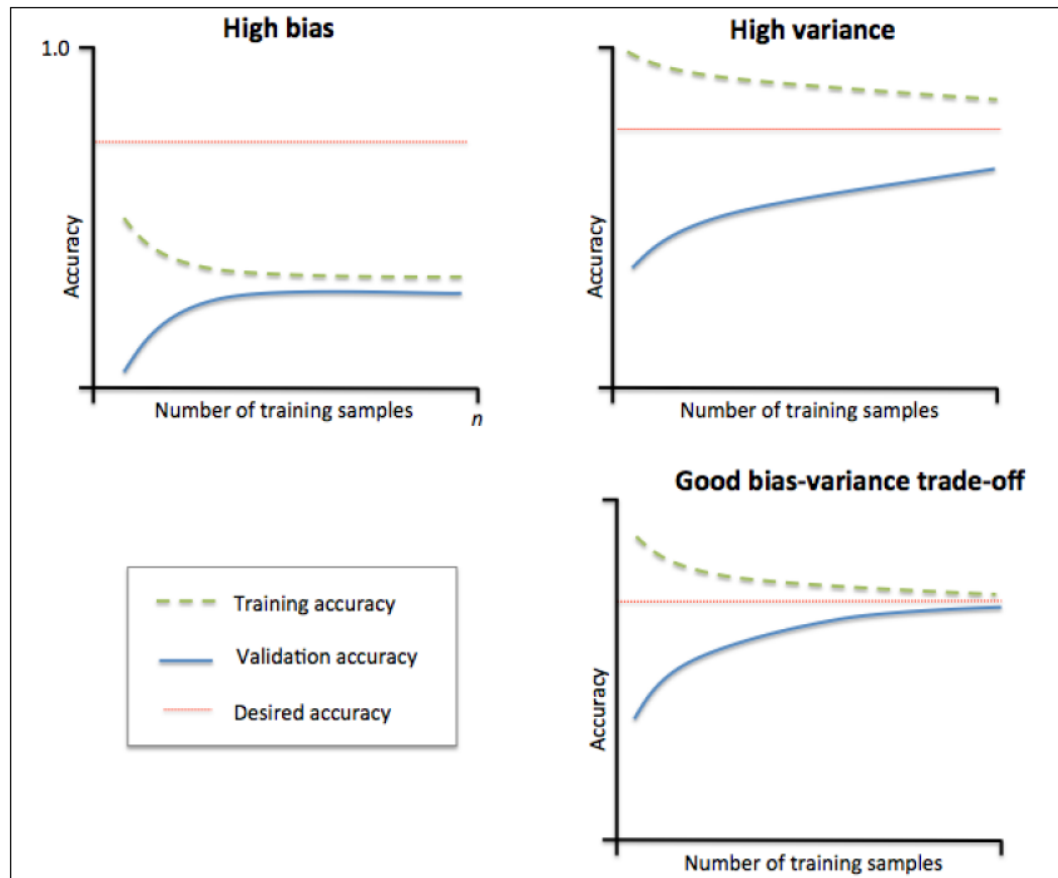 High bias
1.0
Accuracy
Number of training samples
n
High variance
Accuracy
Number of training samples
Good bias-variance trade-off
Accuracy
Number of training samples
Training accuracy
Validation accuracy
Desired accuracy